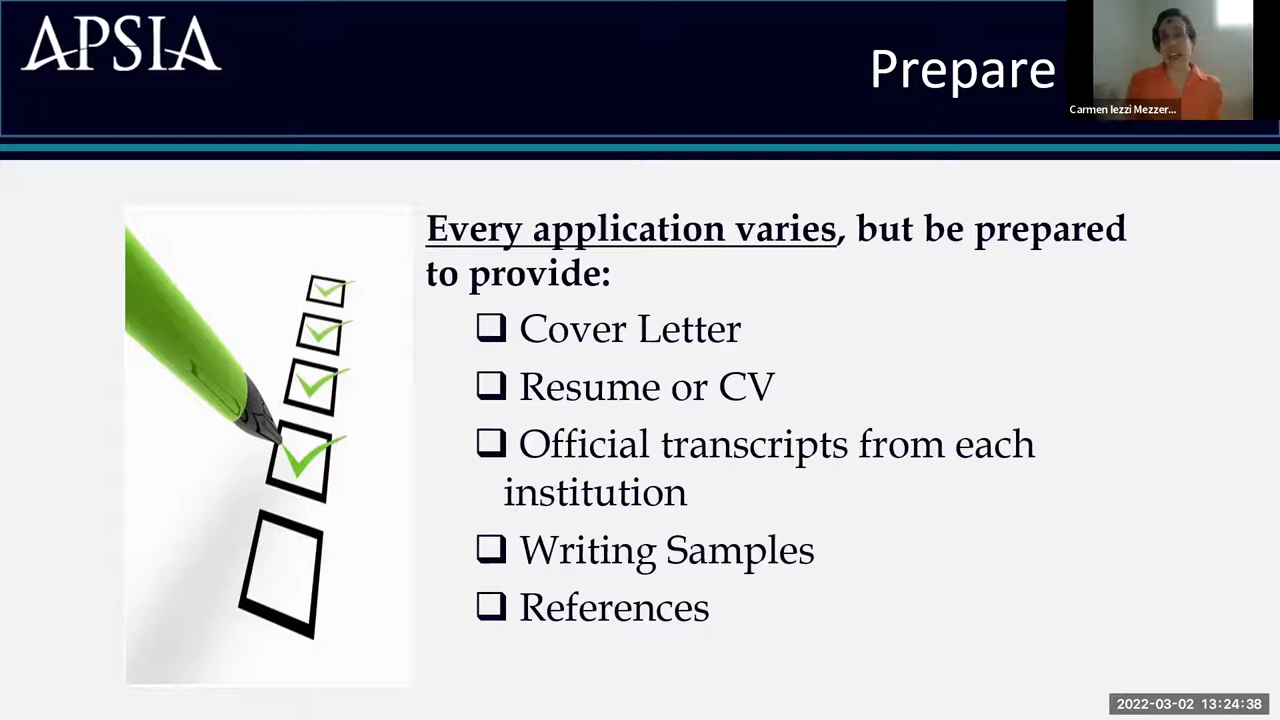 APSIA
Prepare
Carmen Iezzi Mezzer...
Every application varies, but be prepared
to provide:
❑ Cover Letter
❑ Resume or CV
❑ Official transcripts from each
institution
❑ Writing Samples
❑ References
2022-03-02 13:24:38